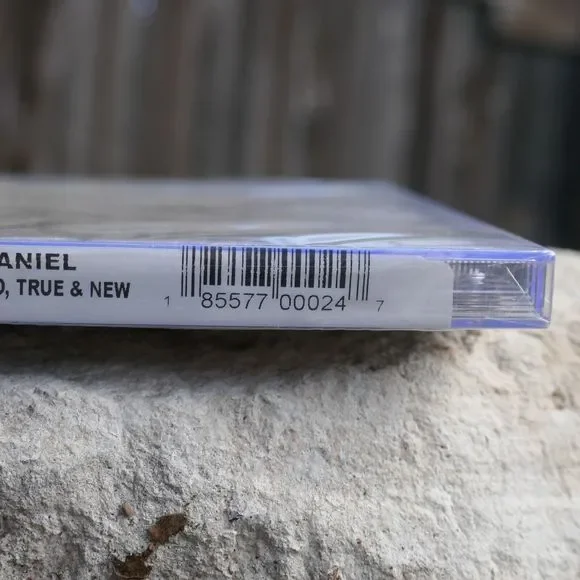 ANIEL
, TRUE & NEW
1 85577 00024 7